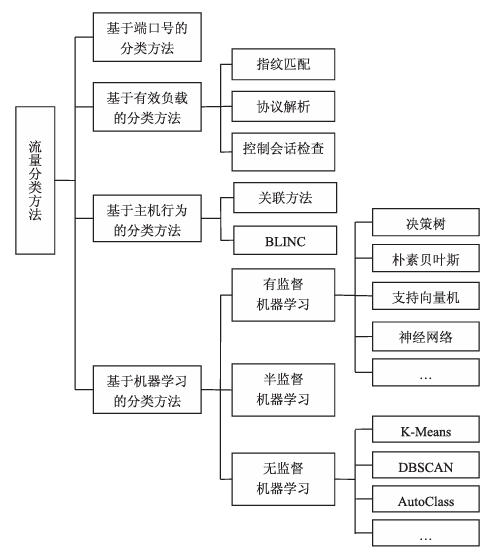 流量分类方法
基于端口号的
分类方法
基于有效负载
的分类方法
指纹匹配
协议解析
控制会话检查
基于主机行为
的分类方法
关联方法
BLINC
基于机器学习
的分类方法
有监督
机器学习
决策树
朴素贝叶斯
支持向量机
神经网络
…
半监督
机器学习
无监督
机器学习
K-Means
DBSCAN
AutoClass
…